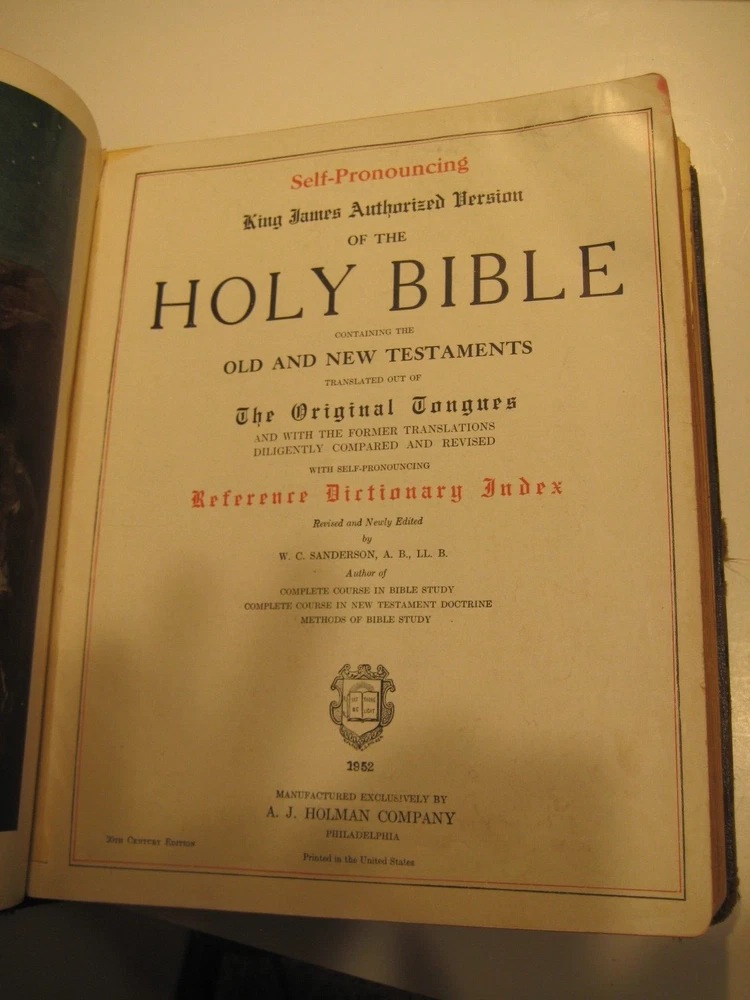 Self-Pronouncing
King James Authorized Version
OF THE
HOLY BIBLE
CONTAINING THE
OLD AND NEW TESTAMENTS
TRANSLATED OUT OF
The Original Tongues
AND WITH THE FORMER TRANSLATIONS
DILIGENTLY COMPARED AND REVISED
WITH SELF-PRONOUNCING
Reference Dictionary Index
Revised and Newly Edited
by
W. C. SANDERSON, A. B., LL. B.
Author of
COMPLETE COURSE IN BIBLE STUDY
COMPLETE COURSE IN NEW TESTAMENT DOCTRINE
METHODS OF BIBLE STUDY
LET THERE
BE LIGHT
1952
MANUFACTURED EXCLUSIVELY BY
A. J. HOLMAN COMPANY
PHILADELPHIA
20TH CENTURY EDITION
Printed in the United States